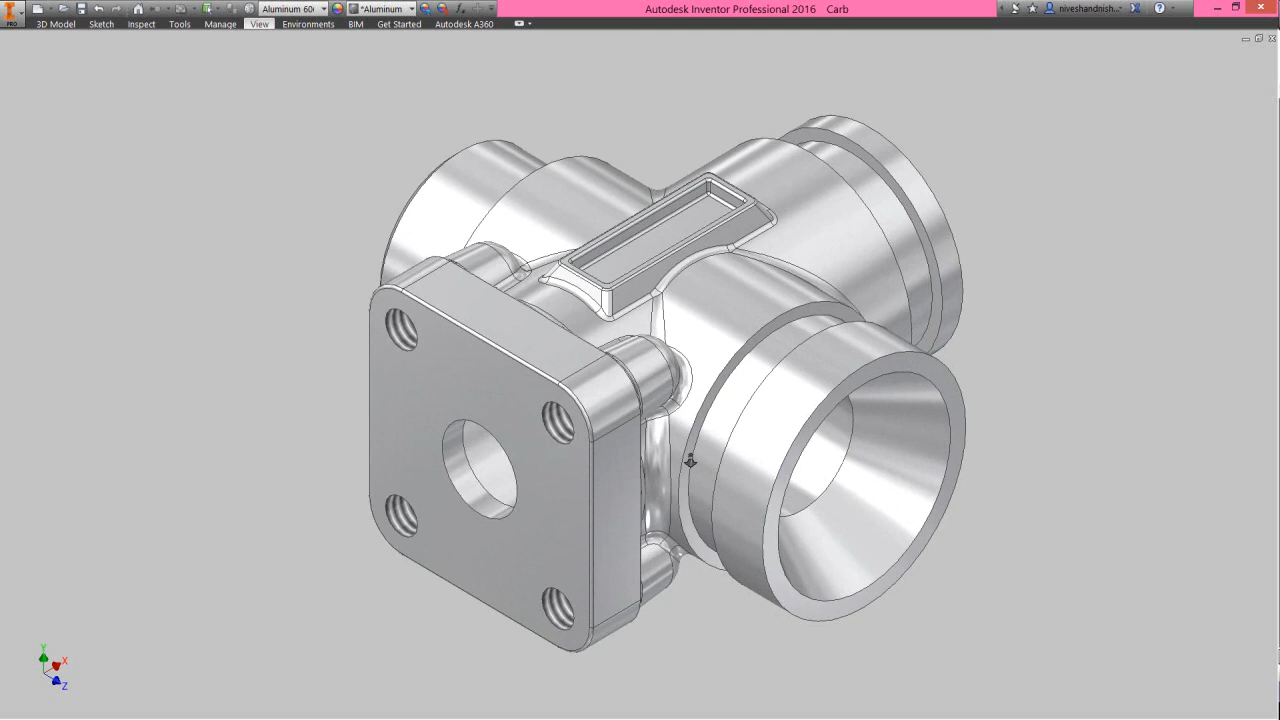 Aluminum 60( *Aluminum Autodesk Inventor Professional 2016 Carb niveshandnish...
PRO 3D Model Sketch Inspect Tools Manage View Environments BIM Get Started Autodesk A360
Y
X
Z